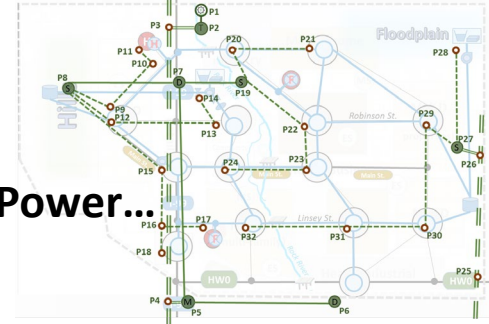 P1
P3
P2
T
Floodplain
P11
P20
P21
P28
P10
P8
P7
S
D
S
P19
P14
P9
P12
P13
P22
Robinson St.
P29
P27
S
P26
P15
P24
P23
Main St.
Power...
P16
P17
P32
Linsey St.
P31
P30
P18
HW0
HW0
P25
P4
M
P5
D
P6